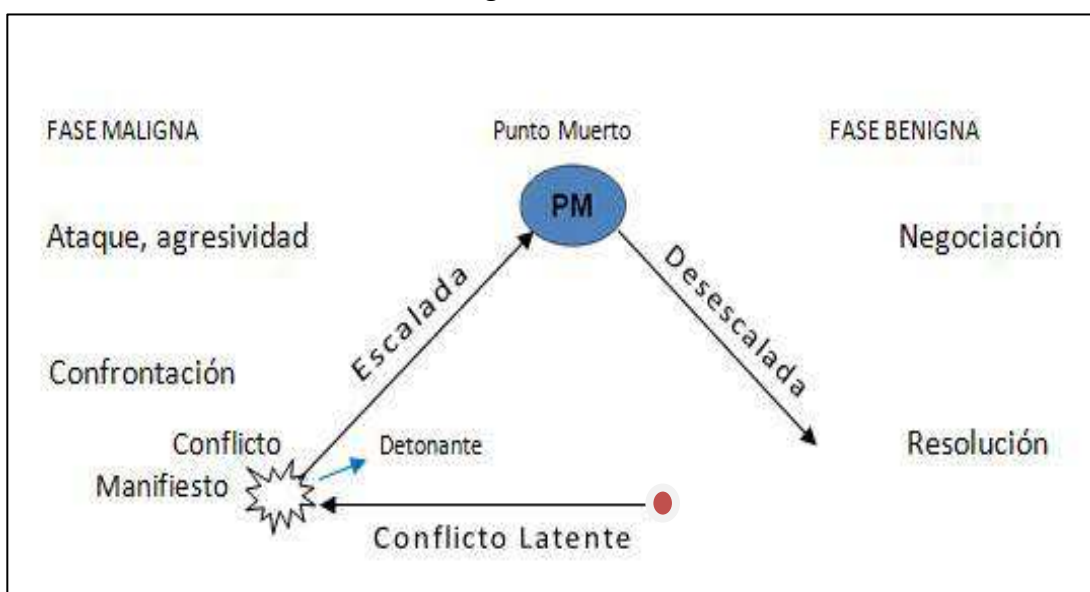 FASE MALIGNA
Punto Muerto
FASE BENIGNA
PM
Ataque, agresividad
Negociación
Escalada
Desescalada
Confrontación
Conflicto
Manifiesto
Detonante
Resolución
Conflicto Latente